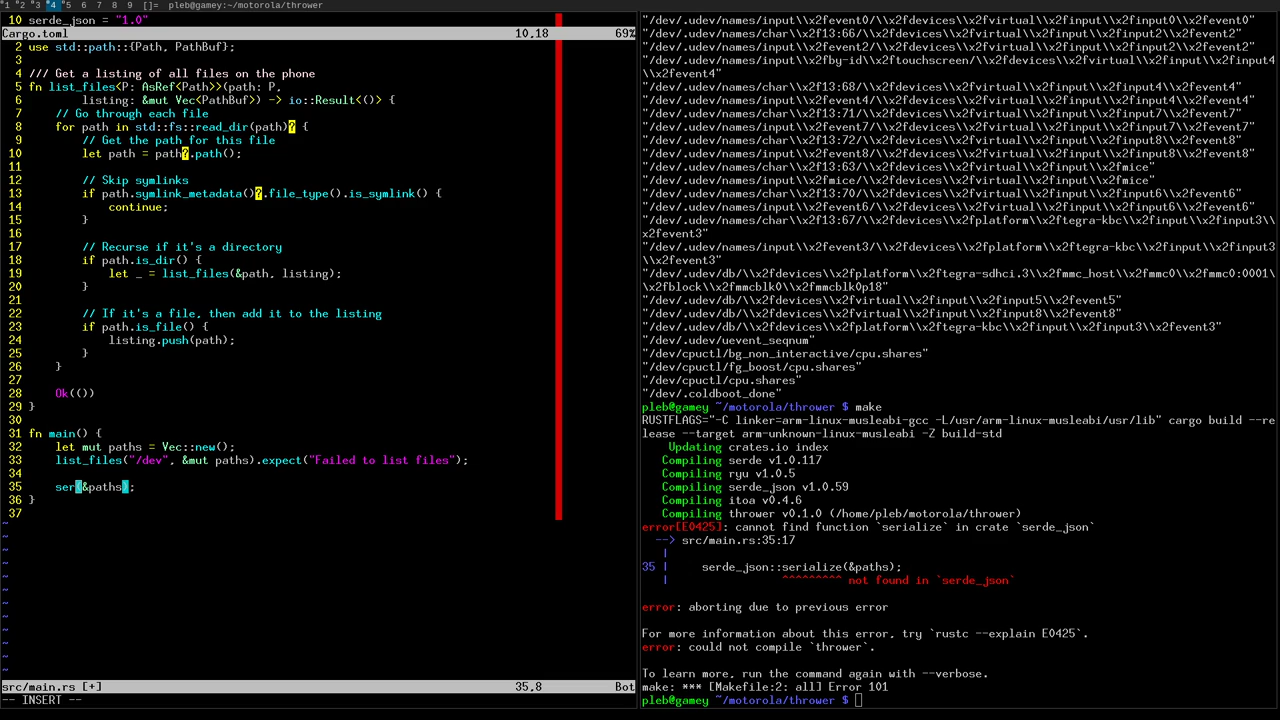 1 2 3 4 5 6 7 8 9 []= pleb@gamey:~/motorola/thrower
10 serde_json = "1.0"
Cargo.toml 10,18 69%
2 use std::path::{Path, PathBuf};
3
4 /// Get a listing of all files on the phone
5 fn list_files<P: AsRef<Path>>(path: P,
6 listing: &mut Vec<PathBuf>) -> io::Result<()> {
7 // Go through each file
8 for path in std::fs::read_dir(path)? {
9 // Get the path for this file
10 let path = path?.path();
11
12 // Skip symlinks
13 if path.symlink_metadata()?.file_type().is_symlink() {
14 continue;
15 }
16
17 // Recurse if it's a directory
18 if path.is_dir() {
19 let _ = list_files(&path, listing);
20 }
21
22 // If it's a file, then add it to the listing
23 if path.is_file() {
24 listing.push(path);
25 }
26 }
27
28 Ok(())
29 }
30
31 fn main() {
32 let mut paths = Vec::new();
33 list_files("/dev", &mut paths).expect("Failed to list files");
34
35 ser(&paths);
36 }
37
~
~
~
~
~
~
~
~
~
~
~
~
src/main.rs [+] 35,8 Bot
-- INSERT --
"/dev/.udev/names/input\\x2fevent0/\\x2fdevices\\x2fvirtual\\x2finput\\x2finput0\\x2fevent0"
"/dev/.udev/names/char\\x2f13:66/\\x2fdevices\\x2fvirtual\\x2finput\\x2finput2\\x2fevent2"
"/dev/.udev/names/input\\x2fevent2/\\x2fdevices\\x2fvirtual\\x2finput\\x2finput2\\x2fevent2"
"/dev/.udev/names/input\\x2fby-id\\x2ftouchscreen/\\x2fdevices\\x2fvirtual\\x2finput\\x2finput4
\\x2fevent4"
"/dev/.udev/names/char\\x2f13:68/\\x2fdevices\\x2fvirtual\\x2finput\\x2finput4\\x2fevent4"
"/dev/.udev/names/input\\x2fevent4/\\x2fdevices\\x2fvirtual\\x2finput\\x2finput4\\x2fevent4"
"/dev/.udev/names/char\\x2f13:71/\\x2fdevices\\x2fvirtual\\x2finput\\x2finput7\\x2fevent7"
"/dev/.udev/names/input\\x2fevent7/\\x2fdevices\\x2fvirtual\\x2finput\\x2finput7\\x2fevent7"
"/dev/.udev/names/char\\x2f13:72/\\x2fdevices\\x2fvirtual\\x2finput\\x2finput8\\x2fevent8"
"/dev/.udev/names/input\\x2fevent8/\\x2fdevices\\x2fvirtual\\x2finput\\x2finput8\\x2fevent8"
"/dev/.udev/names/char\\x2f13:63/\\x2fdevices\\x2fvirtual\\x2finput\\x2fmice"
"/dev/.udev/names/input\\x2fmice/\\x2fdevices\\x2fvirtual\\x2finput\\x2fmice"
"/dev/.udev/names/char\\x2f13:70/\\x2fdevices\\x2fvirtual\\x2finput\\x2finput6\\x2fevent6"
"/dev/.udev/names/input\\x2fevent6/\\x2fdevices\\x2fvirtual\\x2finput\\x2finput6\\x2fevent6"
"/dev/.udev/names/char\\x2f13:67/\\x2fdevices\\x2fplatform\\x2ftegra-kbc\\x2finput\\x2finput3\\
x2fevent3"
"/dev/.udev/names/input\\x2fevent3/\\x2fdevices\\x2fplatform\\x2ftegra-kbc\\x2finput\\x2finput3
\\x2fevent3"
"/dev/.udev/db/\\x2fdevices\\x2fplatform\\x2ftegra-sdhci.3\\x2fmmc_host\\x2fmmc0\\x2fmmc0:0001\
\x2fblock\\x2fmmcblk0\\x2fmmcblk0p18"
"/dev/.udev/db/\\x2fdevices\\x2fvirtual\\x2finput\\x2finput5\\x2fevent5"
"/dev/.udev/db/\\x2fdevices\\x2fvirtual\\x2finput\\x2finput8\\x2fevent8"
"/dev/.udev/db/\\x2fdevices\\x2fplatform\\x2ftegra-kbc\\x2finput\\x2finput3\\x2fevent3"
"/dev/.udev/uevent_seqnum"
"/dev/cpuctl/bg_non_interactive/cpu.shares"
"/dev/cpuctl/fg_boost/cpu.shares"
"/dev/cpuctl/cpu.shares"
"/dev/.coldboot_done"
pleb@gamey ~/motorola/thrower $ make
RUSTFLAGS="-C linker=arm-linux-musleabi-gcc -L/usr/arm-linux-musleabi/usr/lib" cargo build --re
lease --target arm-unknown-linux-musleabi -Z build-std
Updating crates.io index
Compiling serde v1.0.117
Compiling ryu v1.0.5
Compiling serde_json v1.0.59
Compiling itoa v0.4.6
Compiling thrower v0.1.0 (/home/pleb/motorola/thrower)
error[E0425]: cannot find function `serialize` in crate `serde_json`
--> src/main.rs:35:17
|
35 | serde_json::serialize(&paths);
| ^^^^^^^^^ not found in `serde_json`
error: aborting due to previous error
For more information about this error, try `rustc --explain E0425`.
error: could not compile `thrower`.
To learn more, run the command again with --verbose.
make: *** [Makefile:2: all] Error 101
pleb@gamey ~/motorola/thrower $